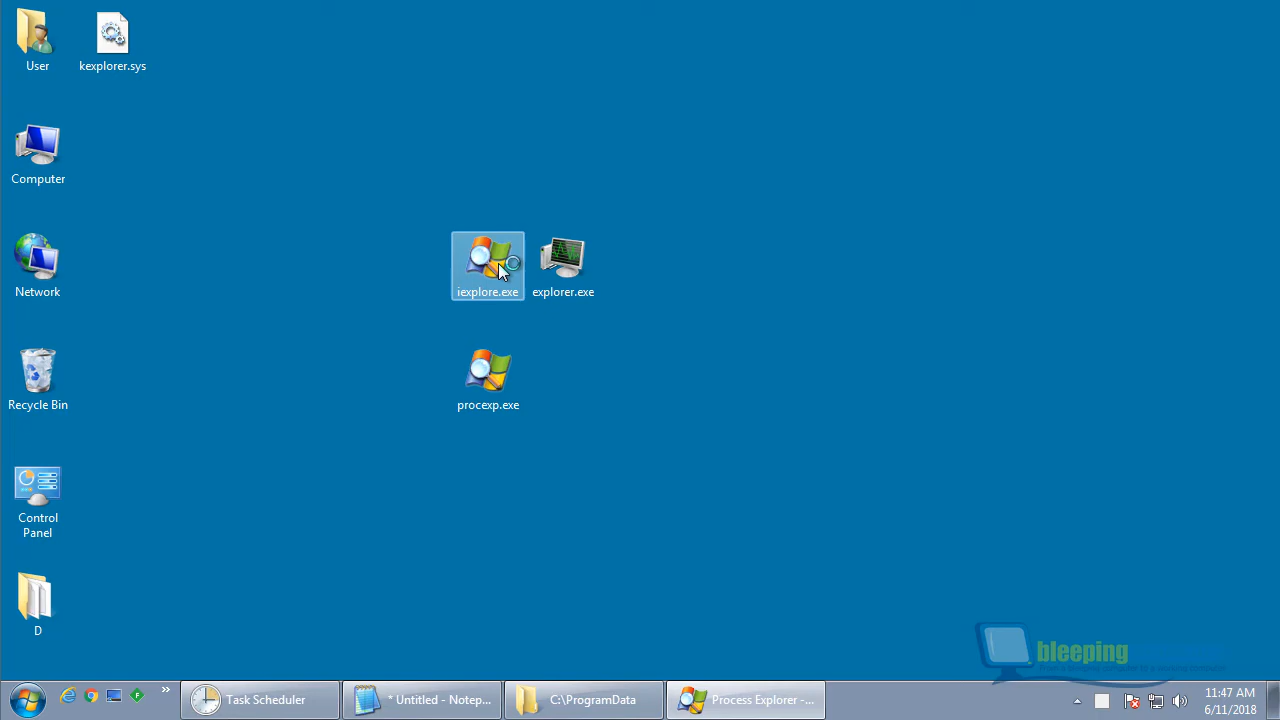 User
kexplorer.sys
Computer
Network
iexplore.exe
explorer.exe
Recycle Bin
procexp.exe
Control
Panel
D
bleeping
Task Scheduler
* Untitled - Notep...
C:\ProgramData
Process Explorer -...
11:47 AM
6/11/2018